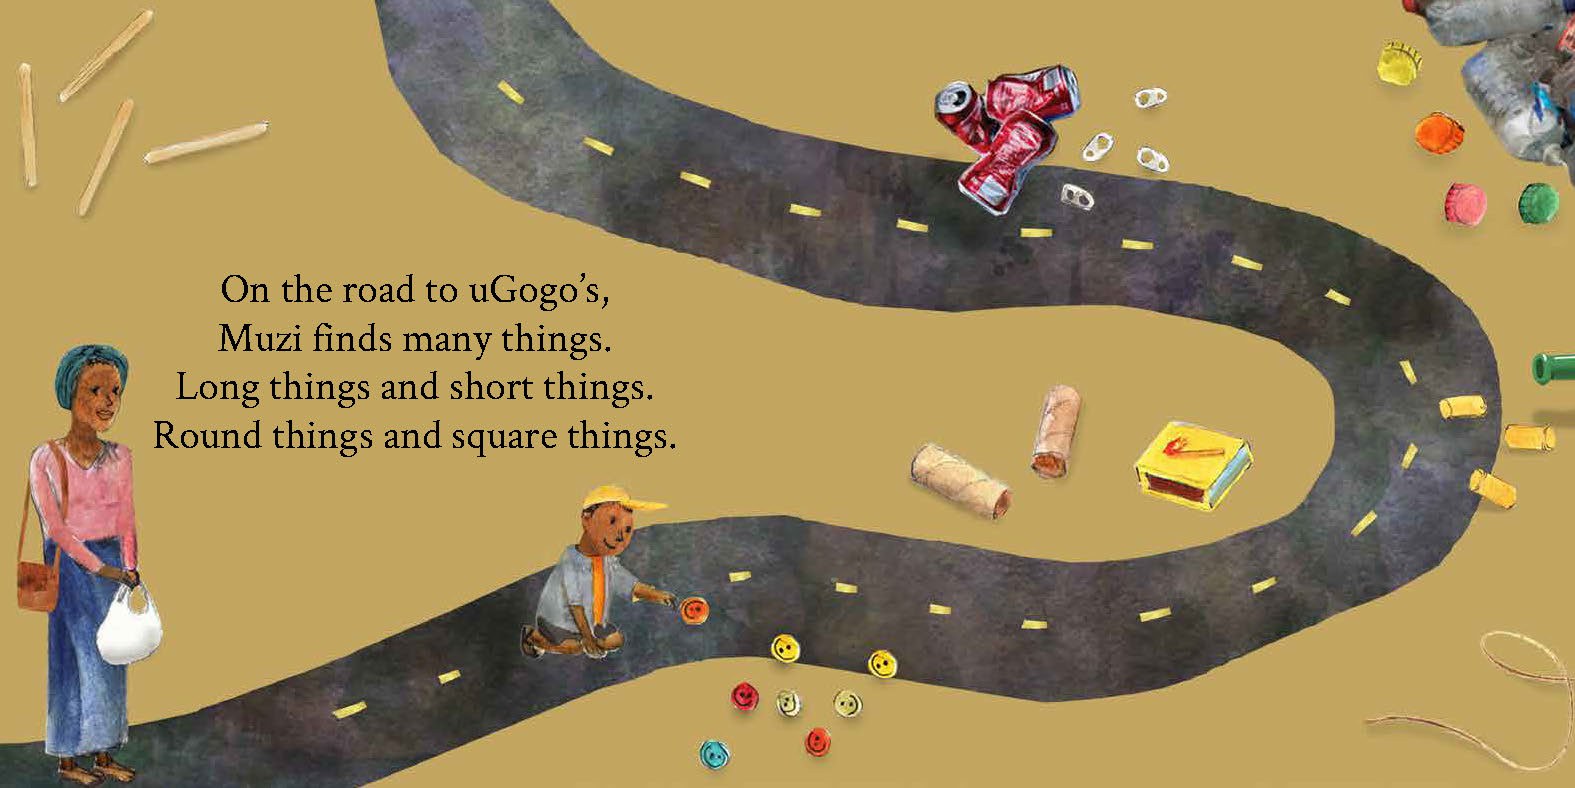 On the road to uGogo’s,
Muzi finds many things.
Long things and short things.
Round things and square things.